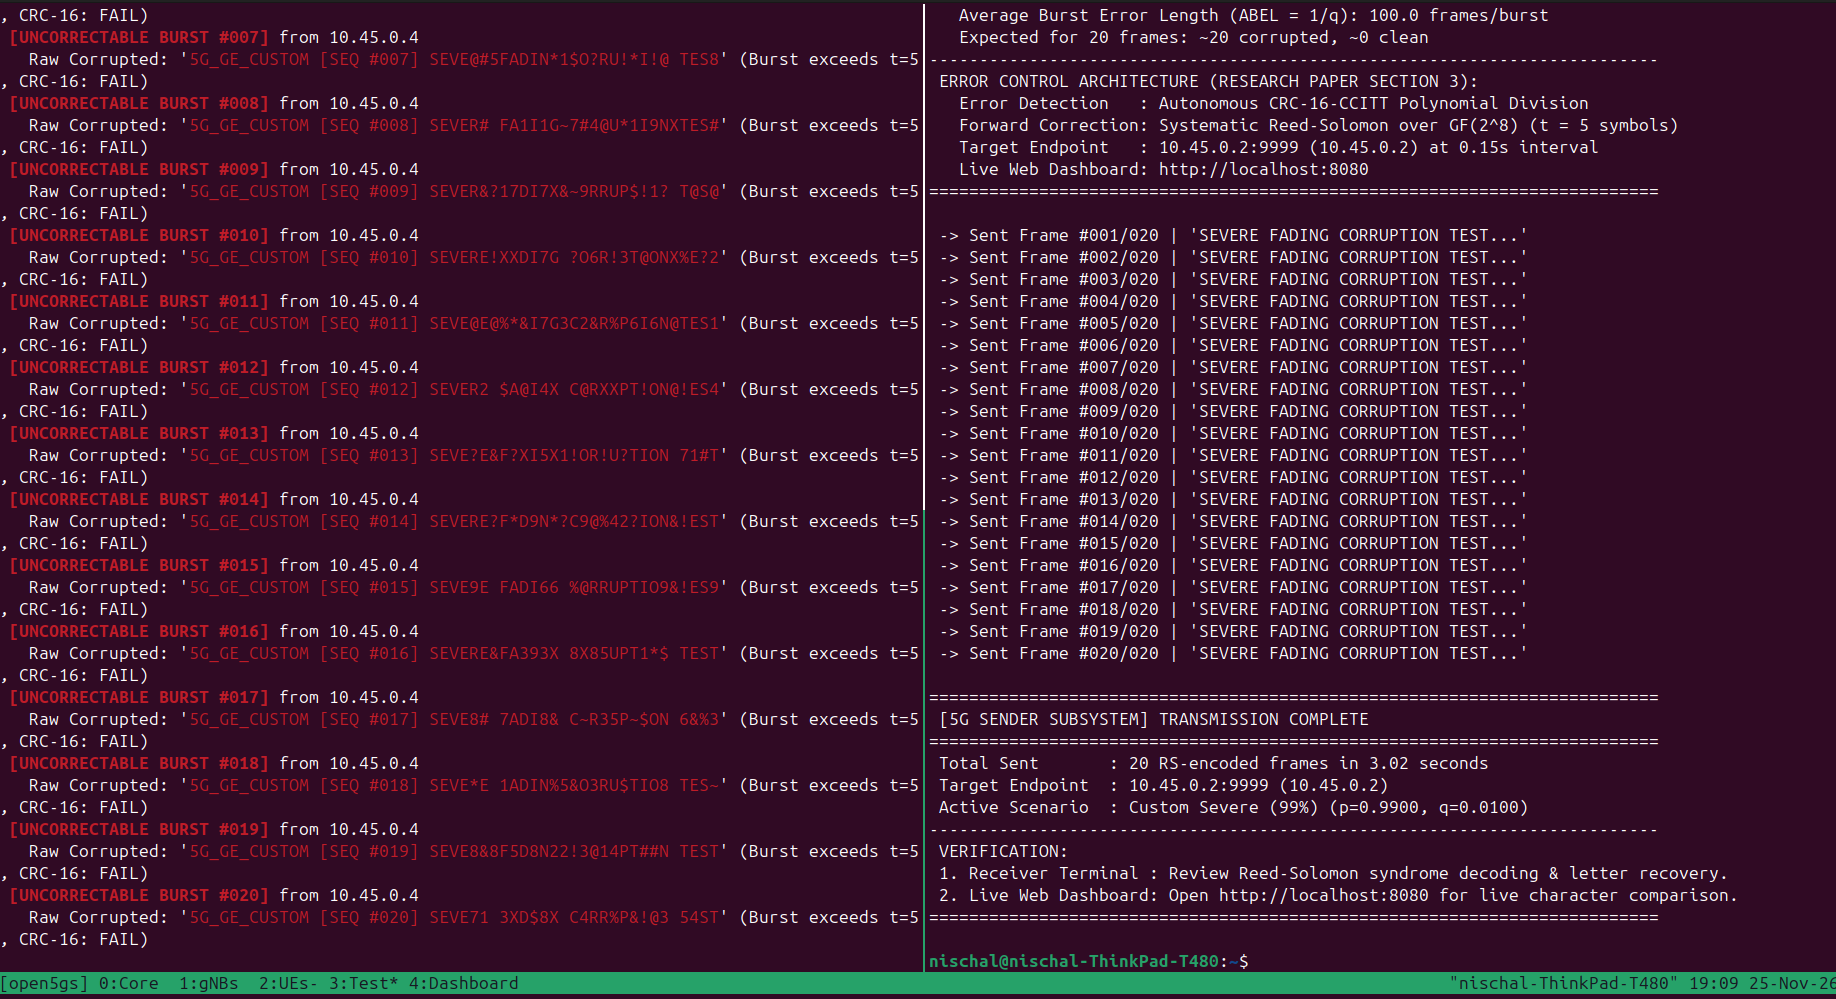 , CRC-16: FAIL)
[UNCORRECTABLE BURST #007] from 10.45.0.4
Raw Corrupted: '5G_GE_CUSTOM [SEQ #007] SEVE@#5FADIN*1$O?RU!*I!@ TES8' (Burst exceeds t=5
, CRC-16: FAIL)
[UNCORRECTABLE BURST #008] from 10.45.0.4
Raw Corrupted: '5G_GE_CUSTOM [SEQ #008] SEVER# FA1I1G~7#4@U*1I9NXTES#' (Burst exceeds t=5
, CRC-16: FAIL)
[UNCORRECTABLE BURST #009] from 10.45.0.4
Raw Corrupted: '5G_GE_CUSTOM [SEQ #009] SEVER&?17DI7X&~9RRUP$!1? T@S@' (Burst exceeds t=5
, CRC-16: FAIL)
[UNCORRECTABLE BURST #010] from 10.45.0.4
Raw Corrupted: '5G_GE_CUSTOM [SEQ #010] SEVERE!XXDI7G ?O6R!3T@ONX%E?2' (Burst exceeds t=5
, CRC-16: FAIL)
[UNCORRECTABLE BURST #011] from 10.45.0.4
Raw Corrupted: '5G_GE_CUSTOM [SEQ #011] SEVE@E@%*&I7G3C2&R%P6I6N@TES1' (Burst exceeds t=5
, CRC-16: FAIL)
[UNCORRECTABLE BURST #012] from 10.45.0.4
Raw Corrupted: '5G_GE_CUSTOM [SEQ #012] SEVER2 $A@I4X C@RXXPT!ON@!ES4' (Burst exceeds t=5
, CRC-16: FAIL)
[UNCORRECTABLE BURST #013] from 10.45.0.4
Raw Corrupted: '5G_GE_CUSTOM [SEQ #013] SEVE?E&F?XI5X1!OR!U?TION 71#T' (Burst exceeds t=5
, CRC-16: FAIL)
[UNCORRECTABLE BURST #014] from 10.45.0.4
Raw Corrupted: '5G_GE_CUSTOM [SEQ #014] SEVERE?F*D9N*?C9@%42?ION&!EST' (Burst exceeds t=5
, CRC-16: FAIL)
[UNCORRECTABLE BURST #015] from 10.45.0.4
Raw Corrupted: '5G_GE_CUSTOM [SEQ #015] SEVE9E FADI66 %@RRUPTIO9&!ES9' (Burst exceeds t=5
, CRC-16: FAIL)
[UNCORRECTABLE BURST #016] from 10.45.0.4
Raw Corrupted: '5G_GE_CUSTOM [SEQ #016] SEVERE&FA393X 8X85UPT1*$ TEST' (Burst exceeds t=5
, CRC-16: FAIL)
[UNCORRECTABLE BURST #017] from 10.45.0.4
Raw Corrupted: '5G_GE_CUSTOM [SEQ #017] SEVE8# 7ADI8& C~R35P~$ON 6&%3' (Burst exceeds t=5
, CRC-16: FAIL)
[UNCORRECTABLE BURST #018] from 10.45.0.4
Raw Corrupted: '5G_GE_CUSTOM [SEQ #018] SEVE*E 1ADIN%5&O3RU$TIO8 TES~' (Burst exceeds t=5
, CRC-16: FAIL)
[UNCORRECTABLE BURST #019] from 10.45.0.4
Raw Corrupted: '5G_GE_CUSTOM [SEQ #019] SEVE8&8F5D8N22!3@14PT##N TEST' (Burst exceeds t=5
, CRC-16: FAIL)
[UNCORRECTABLE BURST #020] from 10.45.0.4
Raw Corrupted: '5G_GE_CUSTOM [SEQ #020] SEVE71 3XD$8X C4RR%P&!@3 54ST' (Burst exceeds t=5
, CRC-16: FAIL)
Average Burst Error Length (ABEL = 1/q): 100.0 frames/burst
Expected for 20 frames: ~20 corrupted, ~0 clean
-------------------------------------------------------------------------
ERROR CONTROL ARCHITECTURE (RESEARCH PAPER SECTION 3):
Error Detection   : Autonomous CRC-16-CCITT Polynomial Division
Forward Correction: Systematic Reed-Solomon over GF(2^8) (t = 5 symbols)
Target Endpoint   : 10.45.0.2:9999 (10.45.0.2) at 0.15s interval
Live Web Dashboard: http://localhost:8080
=========================================================================
-> Sent Frame #001/020 | 'SEVERE FADING CORRUPTION TEST...'
-> Sent Frame #002/020 | 'SEVERE FADING CORRUPTION TEST...'
-> Sent Frame #003/020 | 'SEVERE FADING CORRUPTION TEST...'
-> Sent Frame #004/020 | 'SEVERE FADING CORRUPTION TEST...'
-> Sent Frame #005/020 | 'SEVERE FADING CORRUPTION TEST...'
-> Sent Frame #006/020 | 'SEVERE FADING CORRUPTION TEST...'
-> Sent Frame #007/020 | 'SEVERE FADING CORRUPTION TEST...'
-> Sent Frame #008/020 | 'SEVERE FADING CORRUPTION TEST...'
-> Sent Frame #009/020 | 'SEVERE FADING CORRUPTION TEST...'
-> Sent Frame #010/020 | 'SEVERE FADING CORRUPTION TEST...'
-> Sent Frame #011/020 | 'SEVERE FADING CORRUPTION TEST...'
-> Sent Frame #012/020 | 'SEVERE FADING CORRUPTION TEST...'
-> Sent Frame #013/020 | 'SEVERE FADING CORRUPTION TEST...'
-> Sent Frame #014/020 | 'SEVERE FADING CORRUPTION TEST...'
-> Sent Frame #015/020 | 'SEVERE FADING CORRUPTION TEST...'
-> Sent Frame #016/020 | 'SEVERE FADING CORRUPTION TEST...'
-> Sent Frame #017/020 | 'SEVERE FADING CORRUPTION TEST...'
-> Sent Frame #018/020 | 'SEVERE FADING CORRUPTION TEST...'
-> Sent Frame #019/020 | 'SEVERE FADING CORRUPTION TEST...'
-> Sent Frame #020/020 | 'SEVERE FADING CORRUPTION TEST...'
=========================================================================
[5G SENDER SUBSYSTEM] TRANSMISSION COMPLETE
=========================================================================
Total Sent       : 20 RS-encoded frames in 3.02 seconds
Target Endpoint  : 10.45.0.2:9999 (10.45.0.2)
Active Scenario  : Custom Severe (99%) (p=0.9900, q=0.0100)
-------------------------------------------------------------------------
VERIFICATION:
1. Receiver Terminal : Review Reed-Solomon syndrome decoding & letter recovery.
2. Live Web Dashboard: Open http://localhost:8080 for live character comparison.
=========================================================================
nischal@nischal-ThinkPad-T480:~$
[open5gs] 0:Core  1:gNBs  2:UEs- 3:Test* 4:Dashboard
"nischal-ThinkPad-T480" 19:09 25-Nov-26